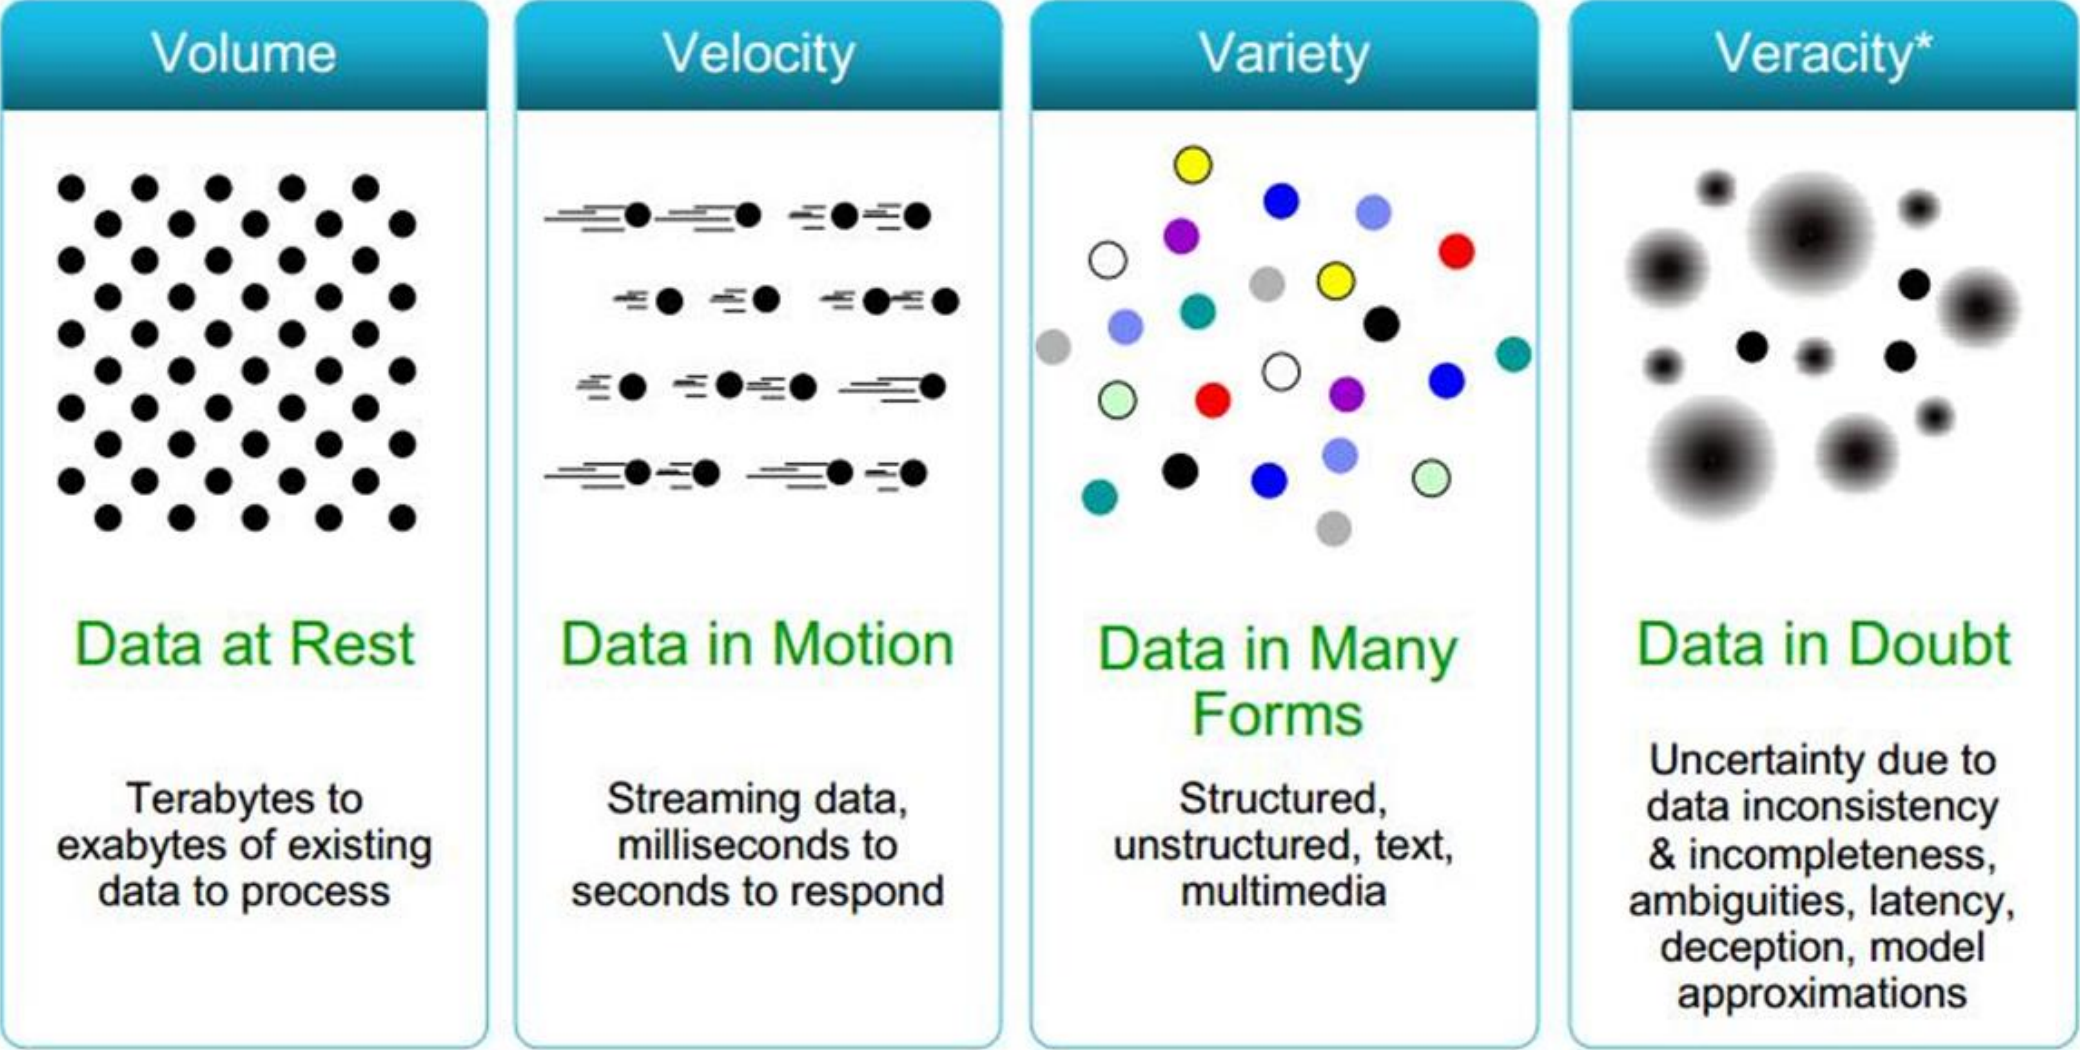 Volume
Data at Rest
Terabytes to
exabytes of existing
data to process
Velocity
Data in Motion
Streaming data,
milliseconds to
seconds to respond
Variety
Data in Many
Forms
Structured,
unstructured, text,
multimedia
Veracity*
Data in Doubt
Uncertainty due to
data inconsistency
& incompleteness,
ambiguities, latency,
deception, model
approximations